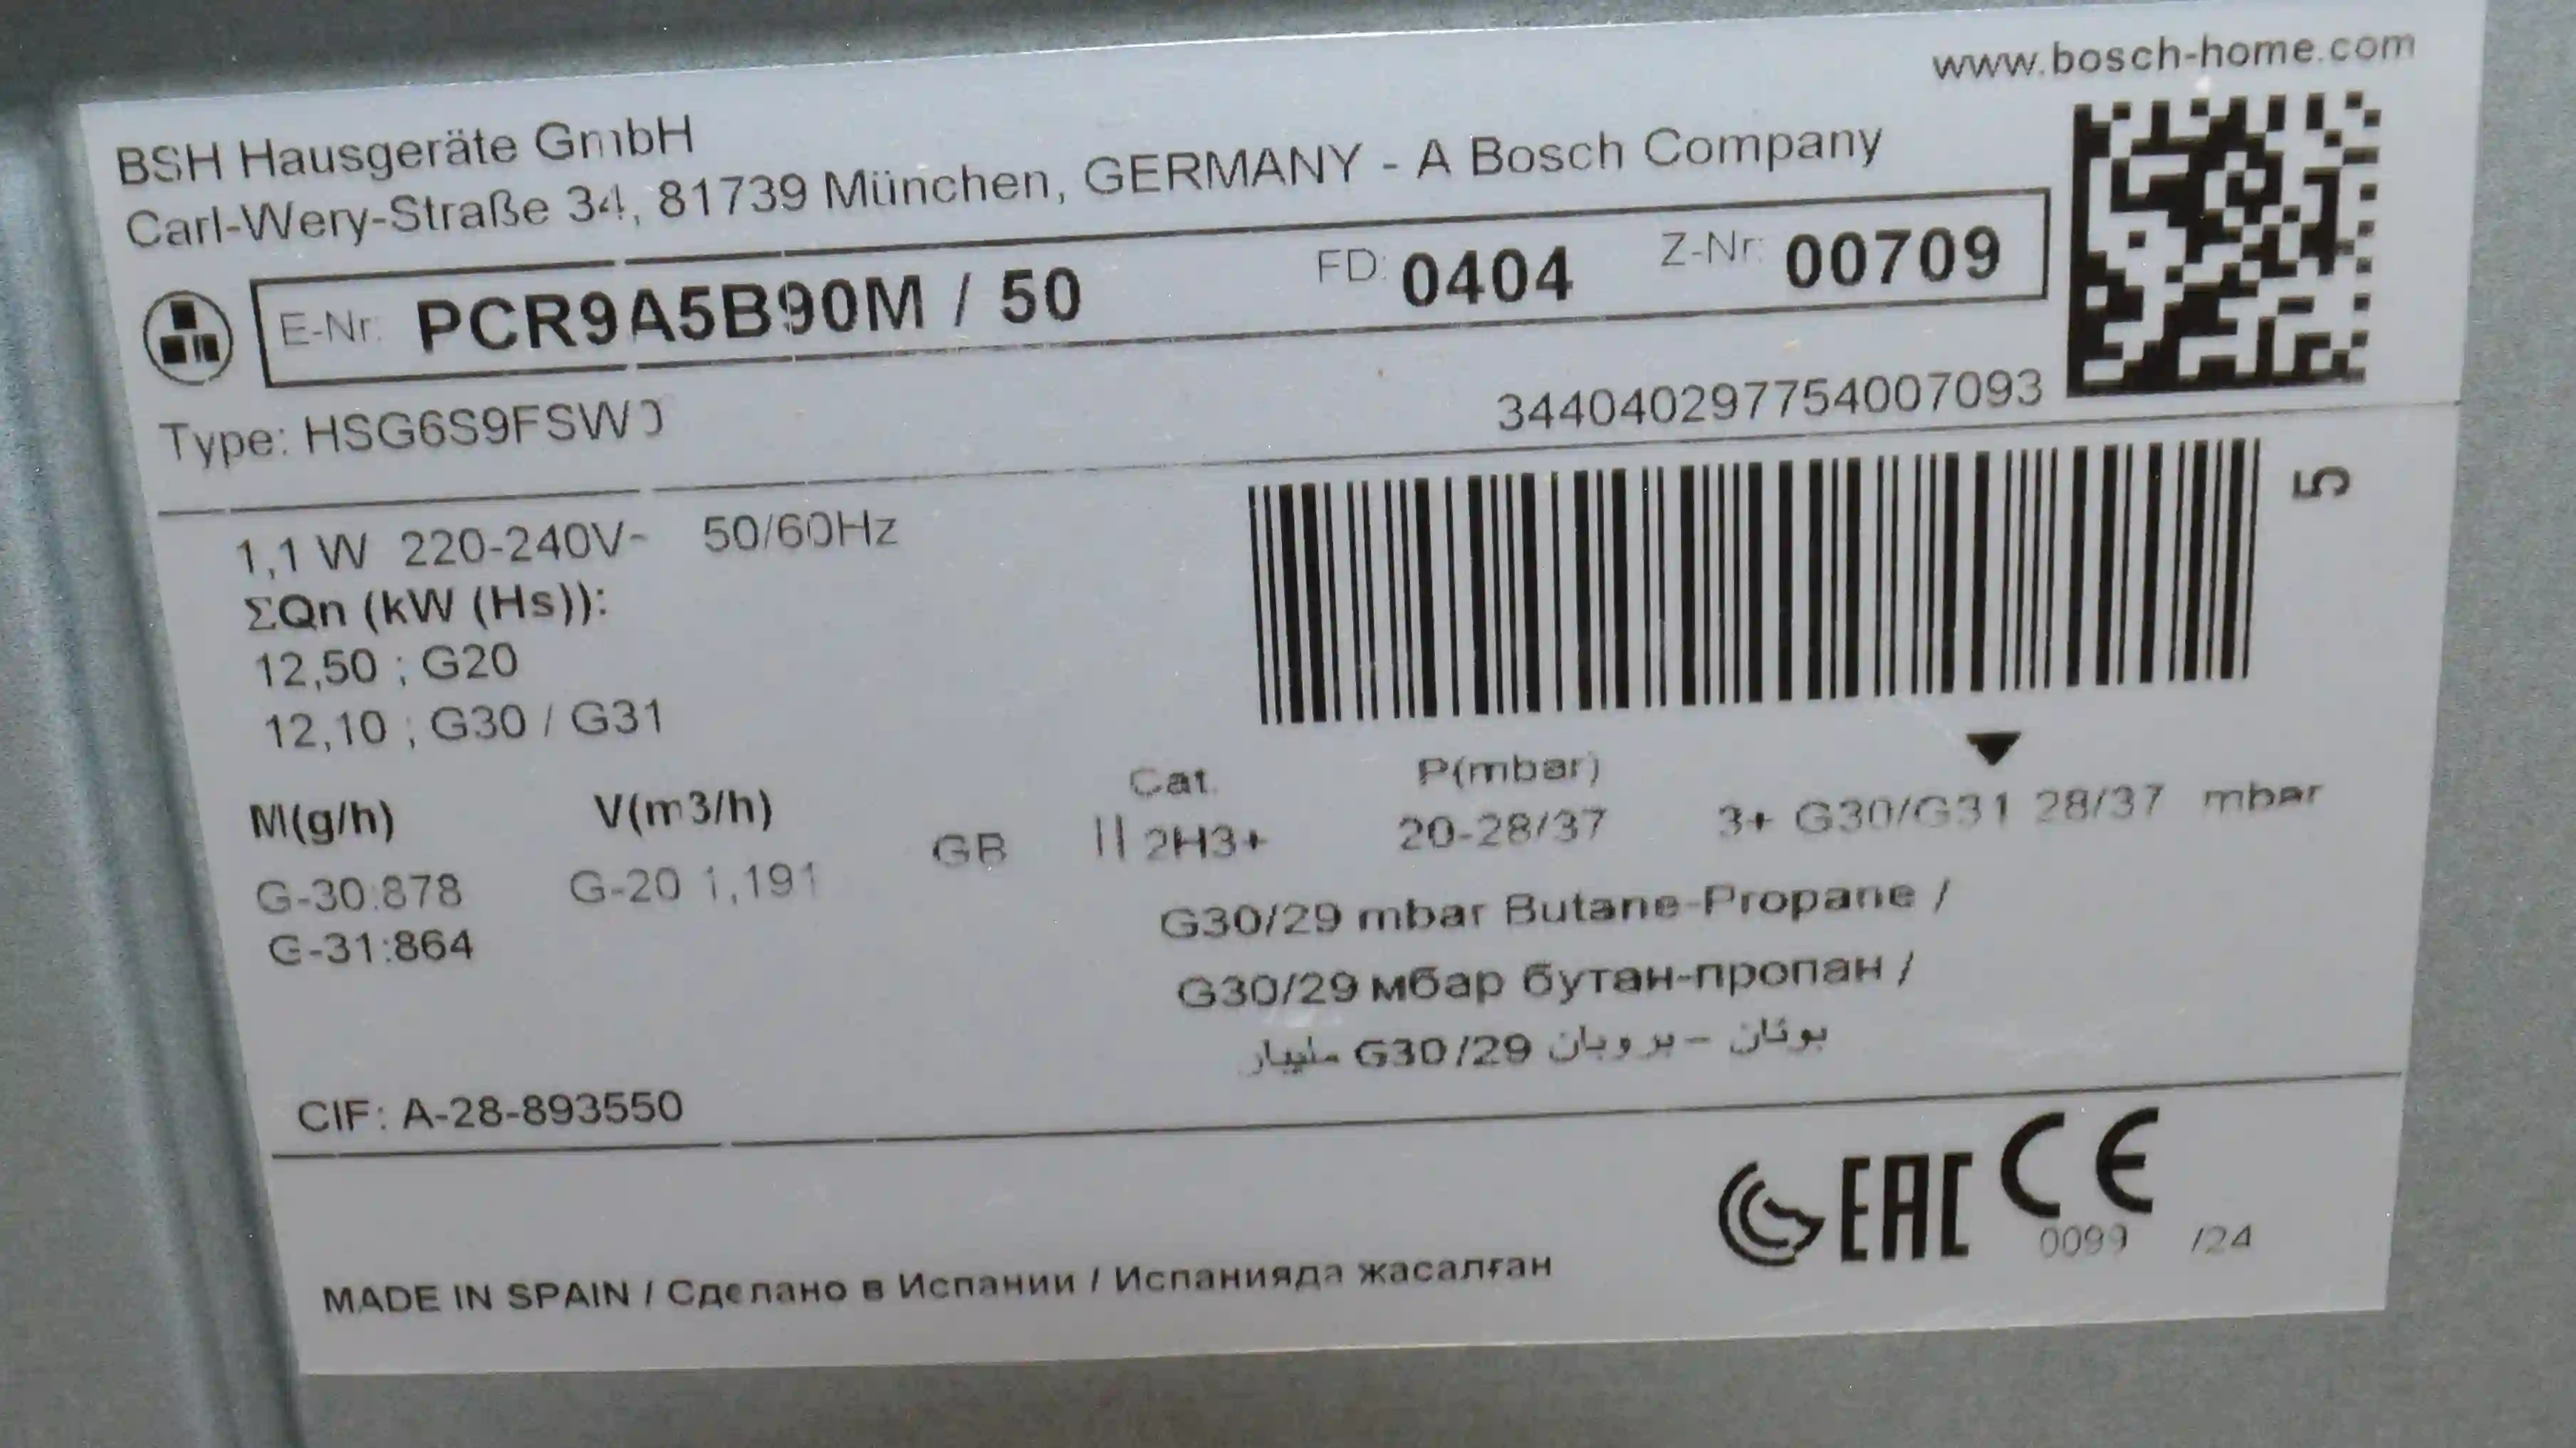 www.bosch-home.com
BSH Hausgeräte GmbH
Carl-Wery-Straße 34, 81739 München, GERMANY - A Bosch Company
E-Nr: PCR9A5B90M / 50 FD: 0404 Z-Nr: 00709
Type: HSG6S9FSW0 344040297754007093
5
1,1 W 220-240V~ 50/60Hz
ΣQn (kW (Hs)):
12,50 ; G20
12,10 ; G30 / G31
M(g/h) V(m3/h) Cat. P(mbar)
G-30:878 G-20 1,191 GB II 2H3+ 20-28/37 3+ G30/G31 28/37 mbar
G-31:864
G30/29 mbar Butane-Propane /
G30/29 мбар бутан-пропан /
بوتان – بروبان G30/29 مليبار
CIF: A-28-893550
EAC CE
0099 /24
MADE IN SPAIN / Сделано в Испании / Испанияда жасалған